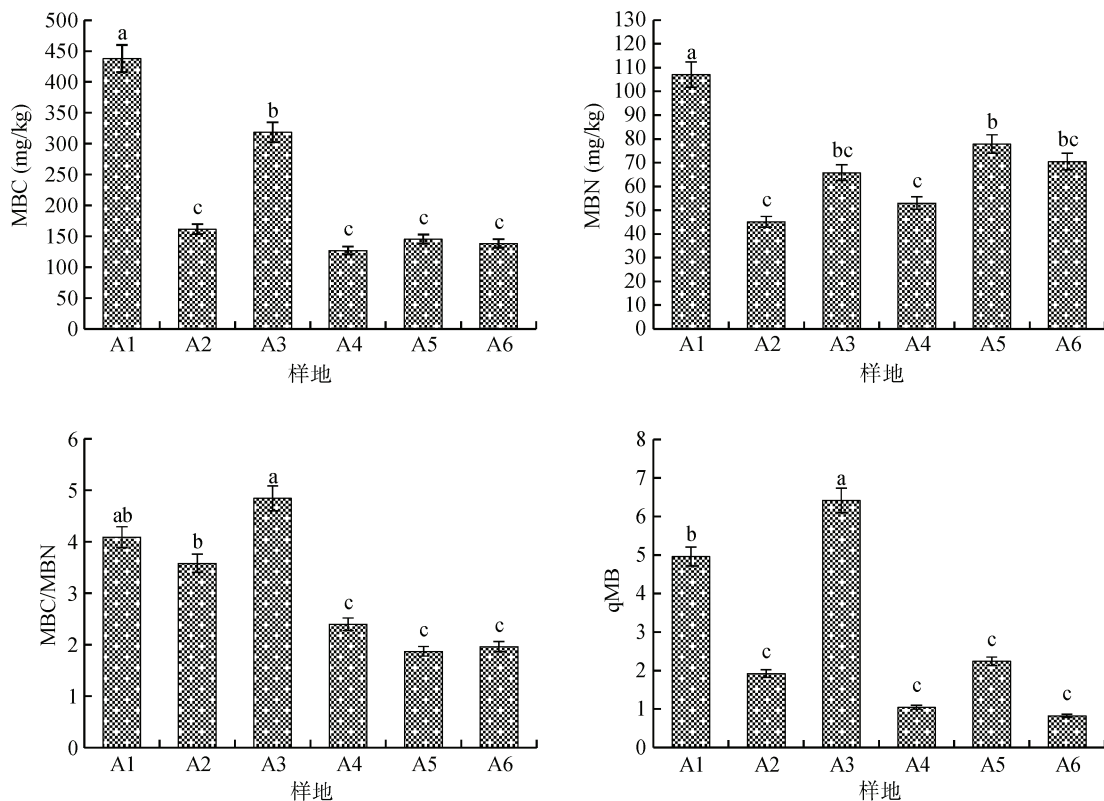 MBC (mg/kg)
500
450
400
350
300
250
200
150
100
50
0
a
c
b
c
c
c
A1 A2 A3 A4 A5 A6
样地
MBN (mg/kg)
130
120
110
100
90
80
70
60
50
40
30
20
10
0
a
c
bc
c
b
bc
A1 A2 A3 A4 A5 A6
样地
MBC/MBN
6
5
4
3
2
1
0
ab
b
a
c
c
c
A1 A2 A3 A4 A5 A6
样地
qMB
8
7
6
5
4
3
2
1
0
b
c
a
c
c
c
A1 A2 A3 A4 A5 A6
样地